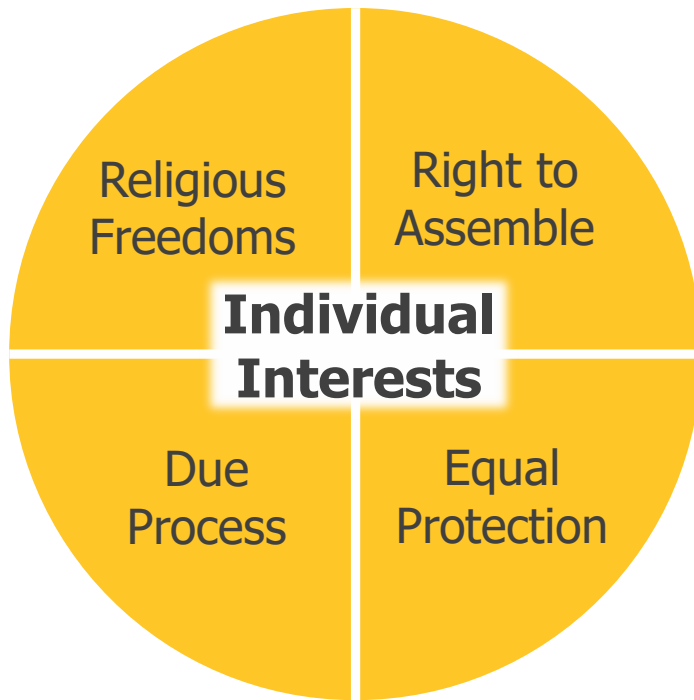 Religious
Freedoms
Right to
Assemble
Individual
Interests
Due
Process
Equal
Protection